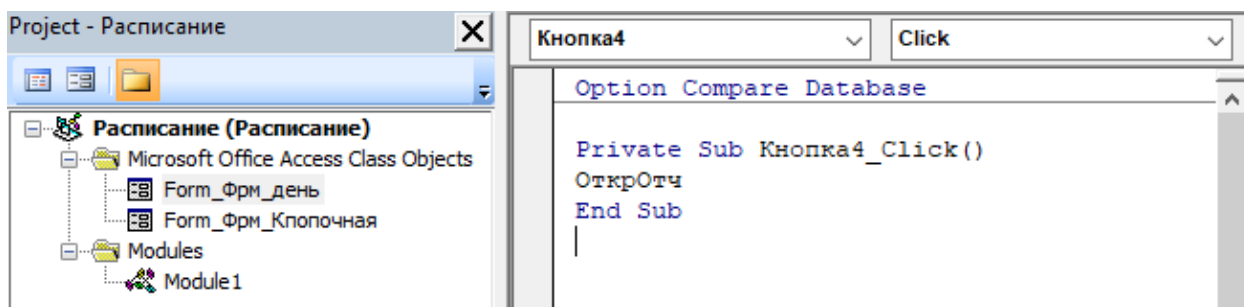 Project - Расписание
Расписание (Расписание)
Microsoft Office Access Class Objects
Form_Фрм_день
Form_Фрм_Клопочная
Modules
Module1
Кнопка4
Click
Option Compare Database
Private Sub Кнопка4_Click()
ОткрОтч
End Sub